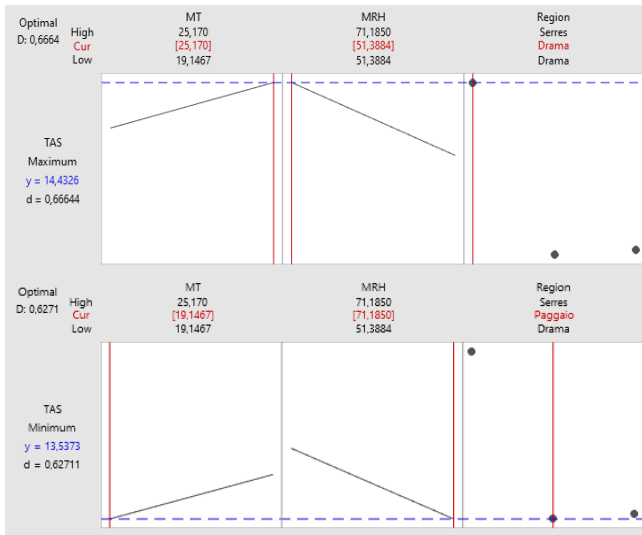 Optimal
D: 0,6664
High
Cur
Low
MT
25,170
[25,170]
19,1467
MRH
71,1850
[51,3884]
51,3884
Region
Serres
Drama
Drama
TAS
Maximum
y = 14,4326
d = 0,66644
Optimal
D: 0,6271
High
Cur
Low
MT
25,170
[19,1467]
19,1467
MRH
71,1850
[71,1850]
51,3884
Region
Serres
Paggaio
Drama
TAS
Minimum
y = 13,5373
d = 0,62711